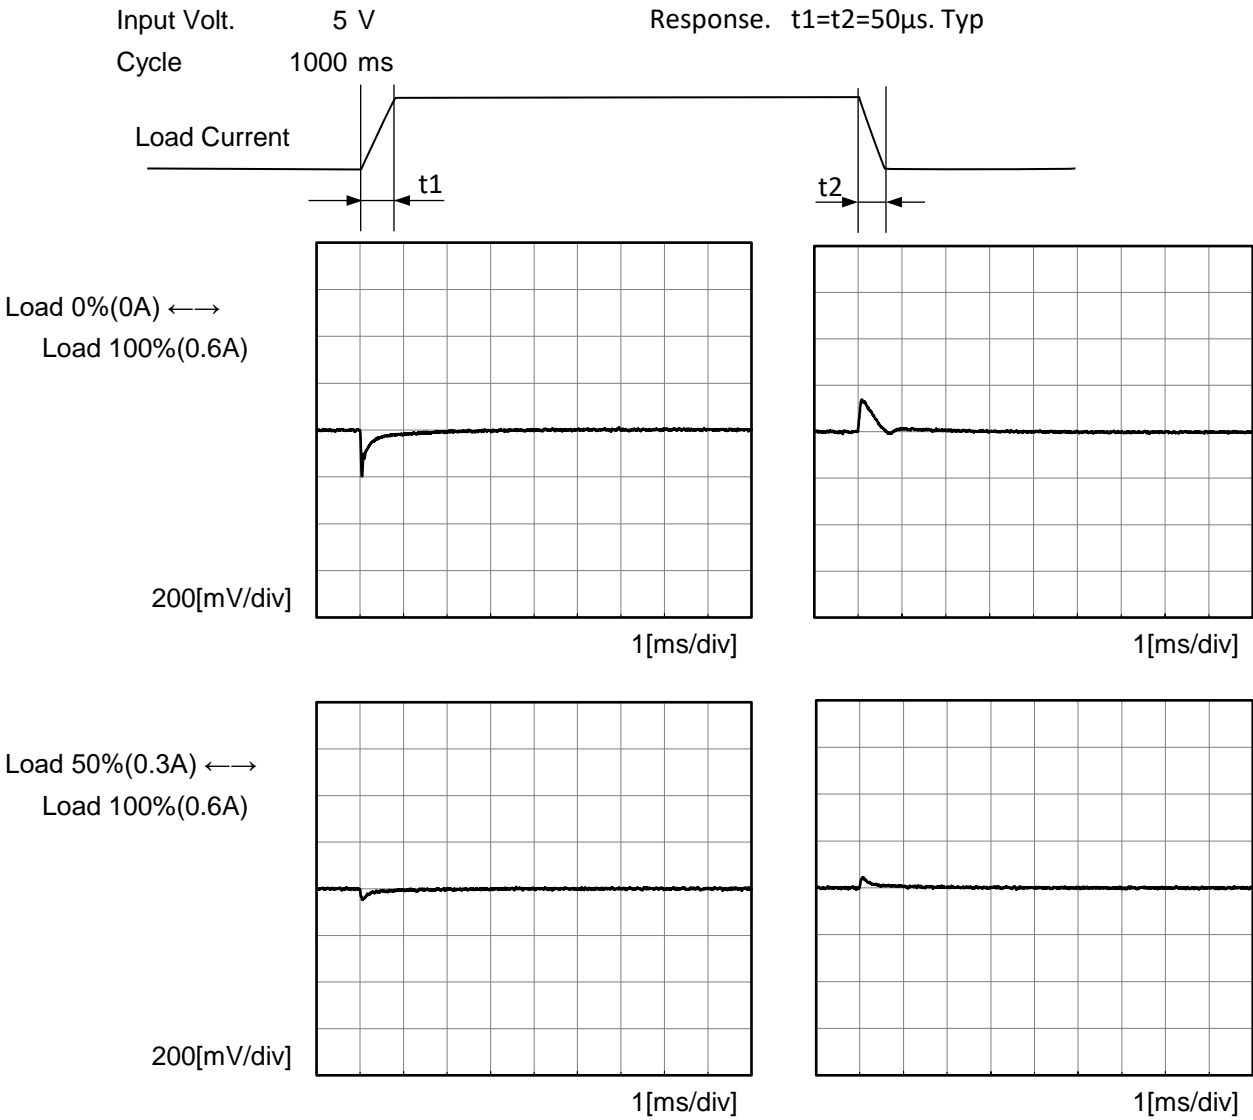 Input Volt. 5 V
Response. t1=t2=50µs. Typ
Cycle 1000 ms
Load Current
t1
t2
Load 0%(0A) ←→
Load 100%(0.6A)
200[mV/div]
1[ms/div]
1[ms/div]
Load 50%(0.3A) ←→
Load 100%(0.6A)
200[mV/div]
1[ms/div]
1[ms/div]